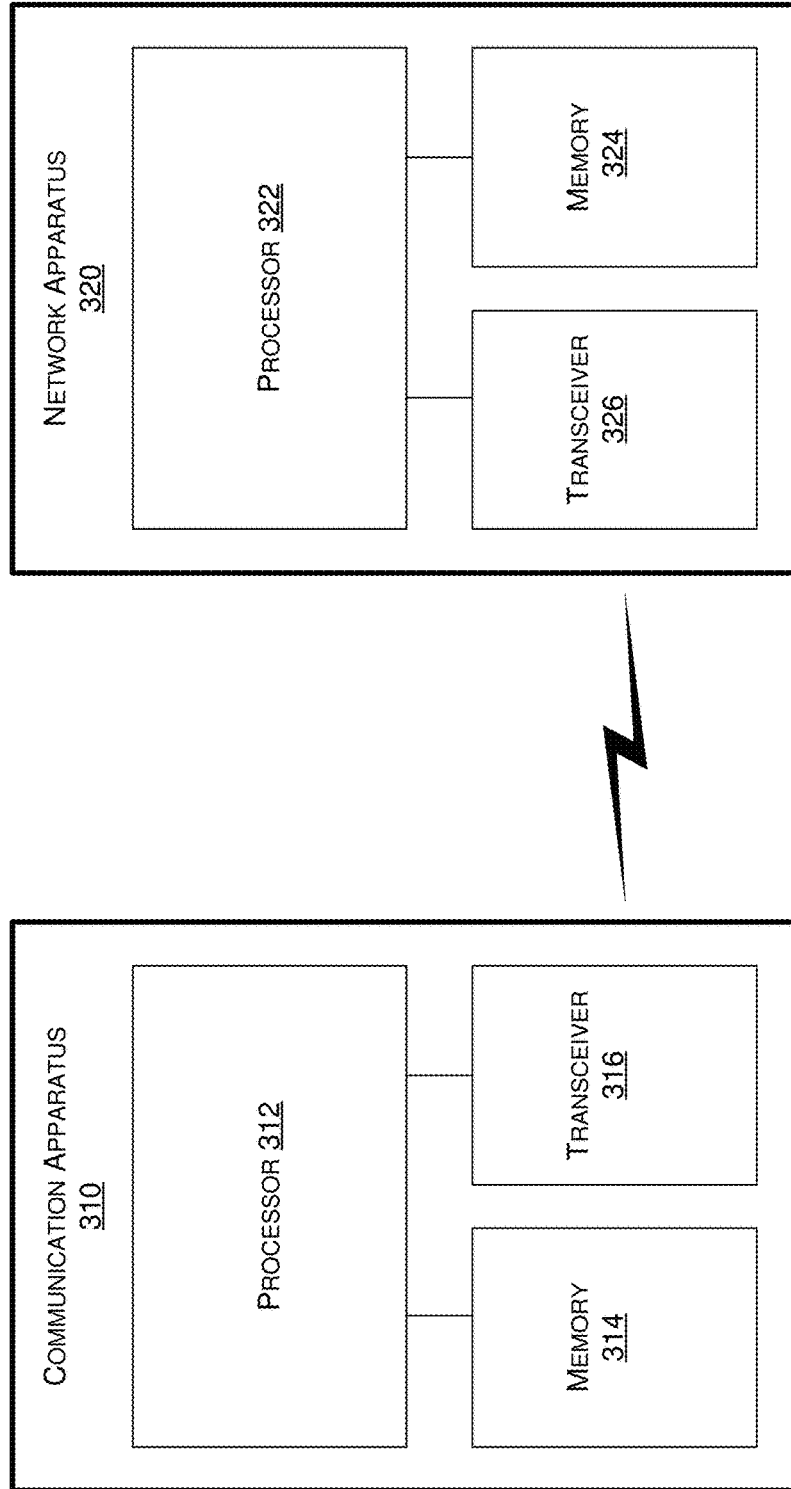 COMMUNICATION APPARATUS
310
PROCESSOR 312
MEMORY
314
TRANSCEIVER
316
NETWORK APPARATUS
320
PROCESSOR 322
TRANSCEIVER
326
MEMORY
324